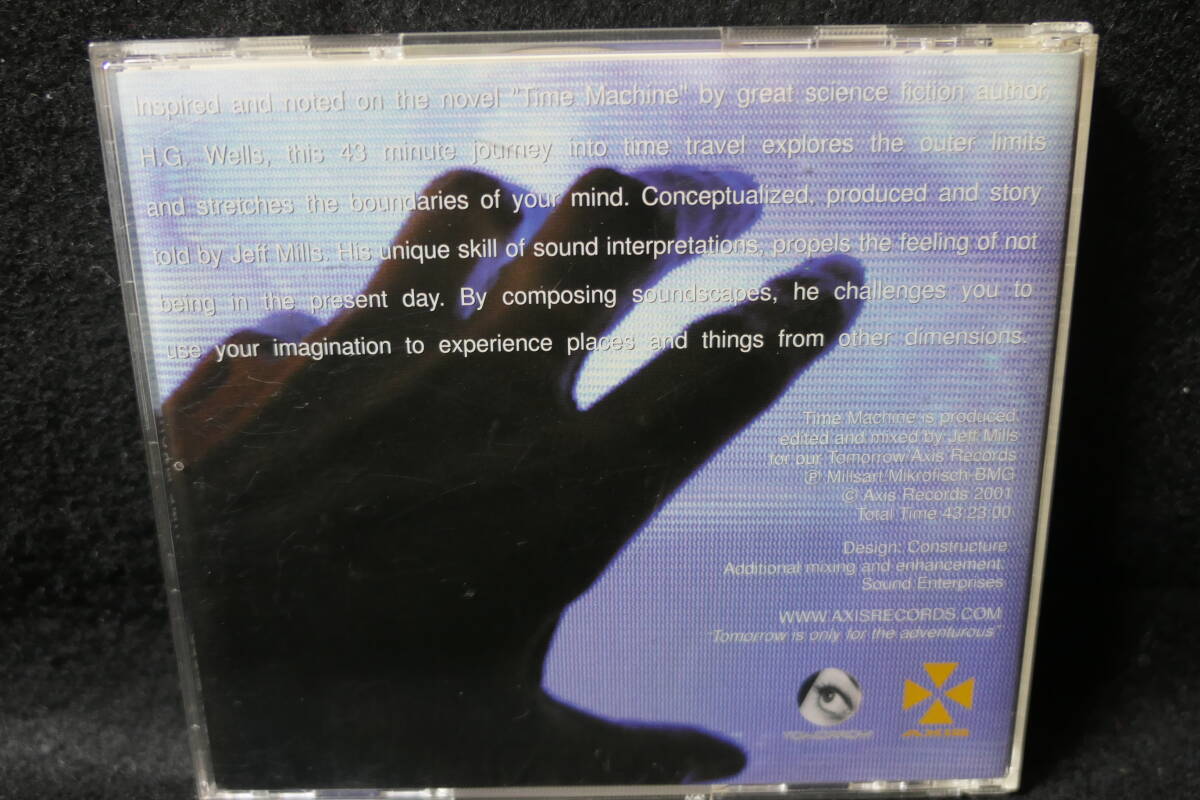 Inspired and noted on the novel "Time Machine" by great science fiction author,
H.G. Wells, this 43 minute journey into time travel explores the outer limits
and stretches the boundaries of your mind. Conceptualized, produced and story
told by Jeff Mills. His unique skill of sound interpretations, propels the feeling of not
being in the present day. By composing soundscapes, he challenges you to
use your imagination to experience places and things from other dimensions.
Time Machine is produced
edited and mixed by Jeff Mills
for our Tomorrow/Axis Records
℗ Millsart/Mikrofisch-BMG
© Axis Records 2001
Total Time 43:23:00
Design: Constructure
Additional mixing and enhancement:
Sound Enterprises
WWW.AXISRECORDS.COM
"Tomorrow is only for the adventurous"
TOMORROW
AXIS